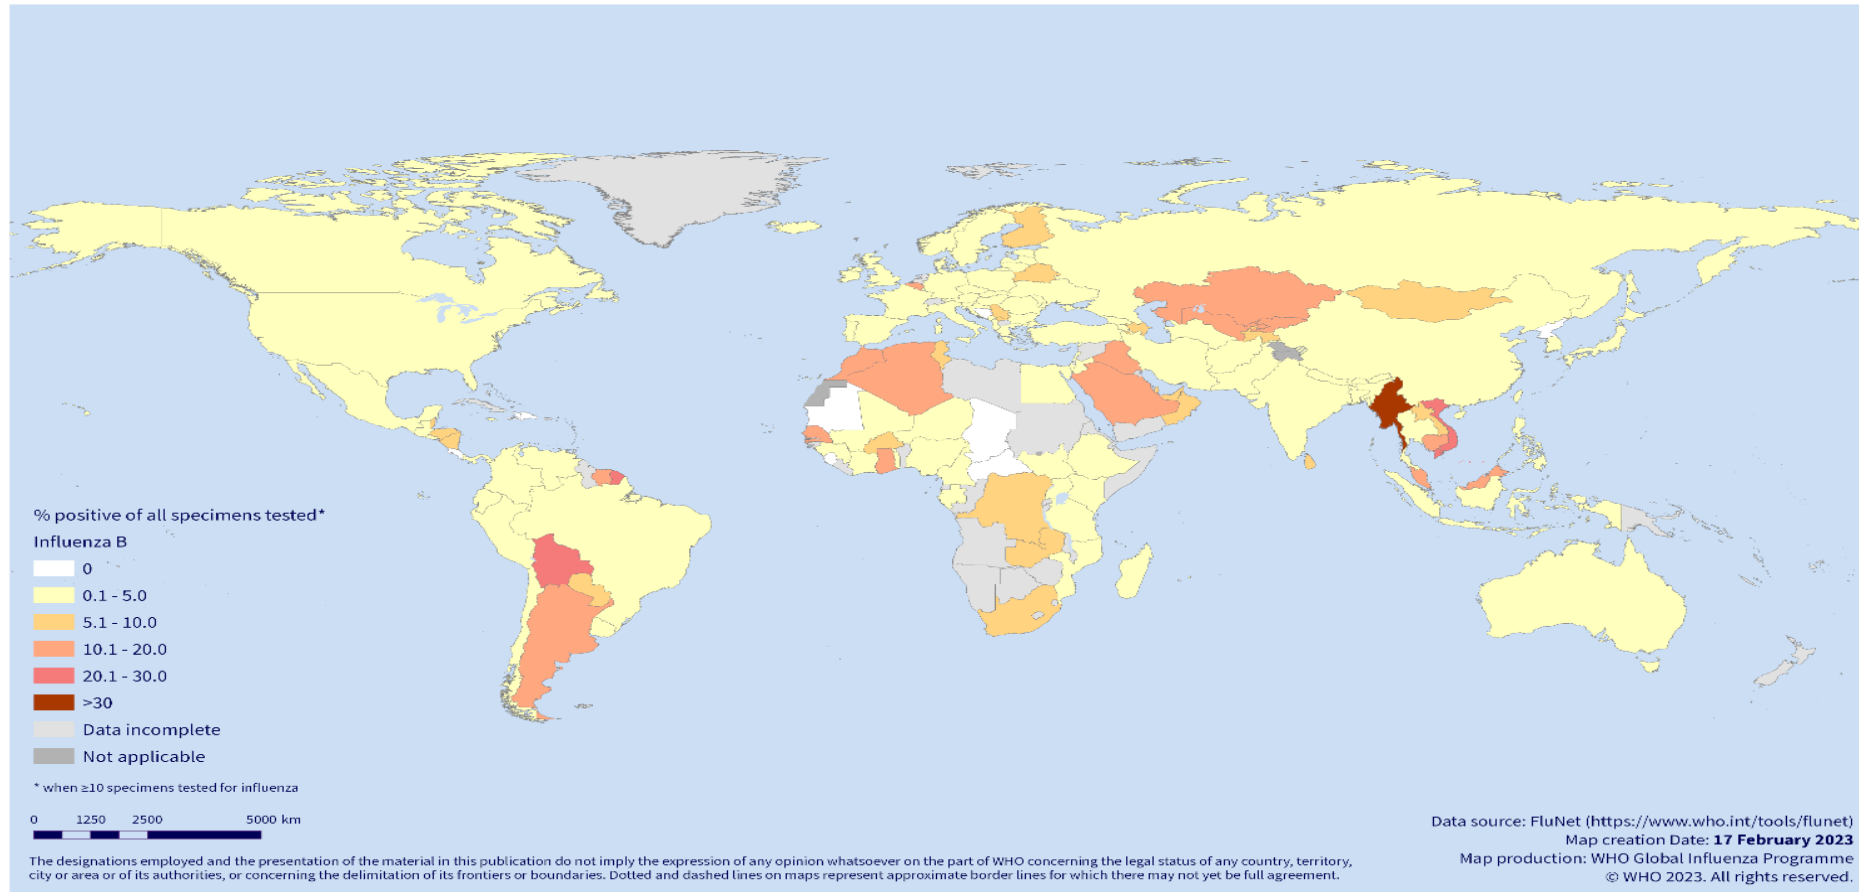 % positive of all specimens tested*
Influenza B
0
0.1 - 5.0
5.1 - 10.0
10.1 - 20.0
20.1 - 30.0
>30
Data incomplete
Not applicable
* when ≥10 specimens tested for influenza
0 1250 2500 5000 km
Data source: FluNet (https://www.who.int/tools/flunet)
Map creation Date: 17 February 2023
Map production: WHO Global Influenza Programme
© WHO 2023. All rights reserved.
The designations employed and the presentation of the material in this publication do not imply the expression of any opinion whatsoever on the part of WHO concerning the legal status of any country, territory,
city or area or of its authorities, or concerning the delimitation of its frontiers or boundaries. Dotted and dashed lines on maps represent approximate border lines for which there may not yet be full agreement.